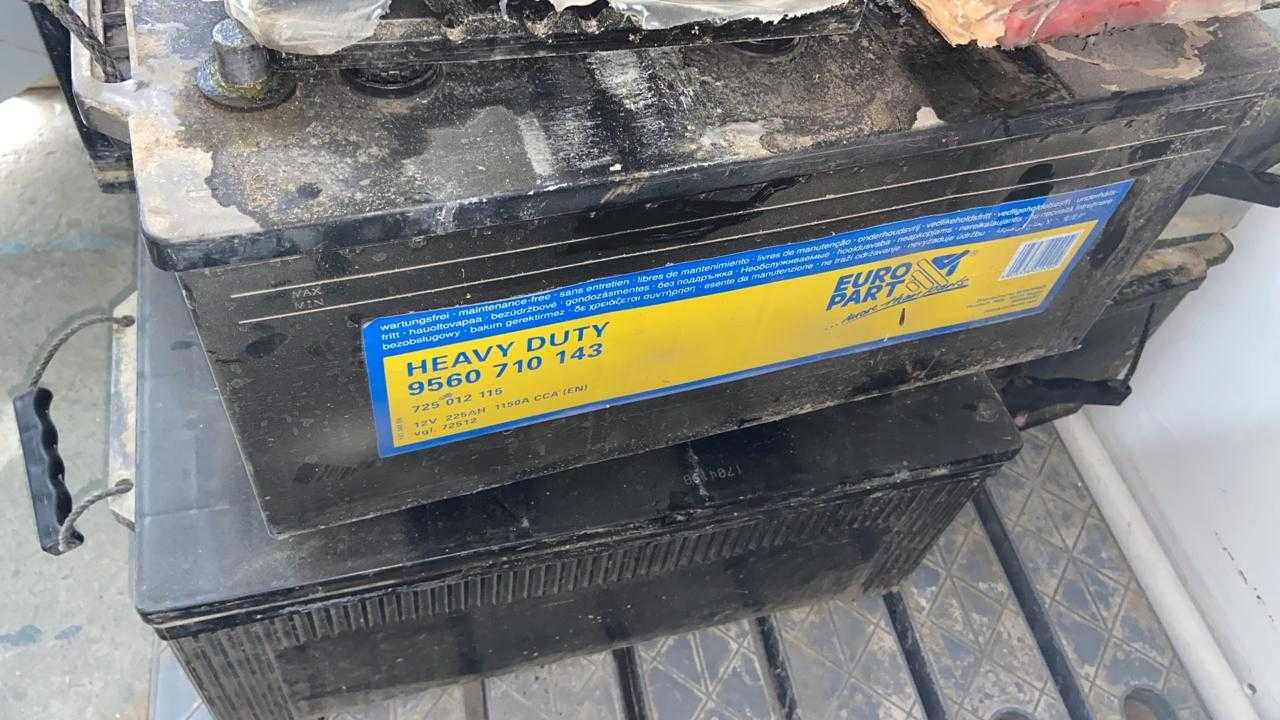 MAX
MIN
wartungsfrei · maintenance-free · sans entretien · libres de mantenimiento · livres de manutenção · onderhoudsvrij · vedlikeholdsfritt · vedligeholdelsesfri · underhålls-
fritt · huoltovapaa · bezúdržbové · gondozásmentes · без поддръжка · Необслуживаемые · hooldusvaba · neapkopjams · nereikalaujantis
bezobsługowy · bakım gerektirmez · δε χρειάζεται συντήρηση · esente da manutenzione · ne traži održavanje · nevyžaduje údržbu
EURO
PART
HEAVY DUTY
9560 710 143
725 012 115
12V 225AH 1150A CCA (EN)
vgl. 72512